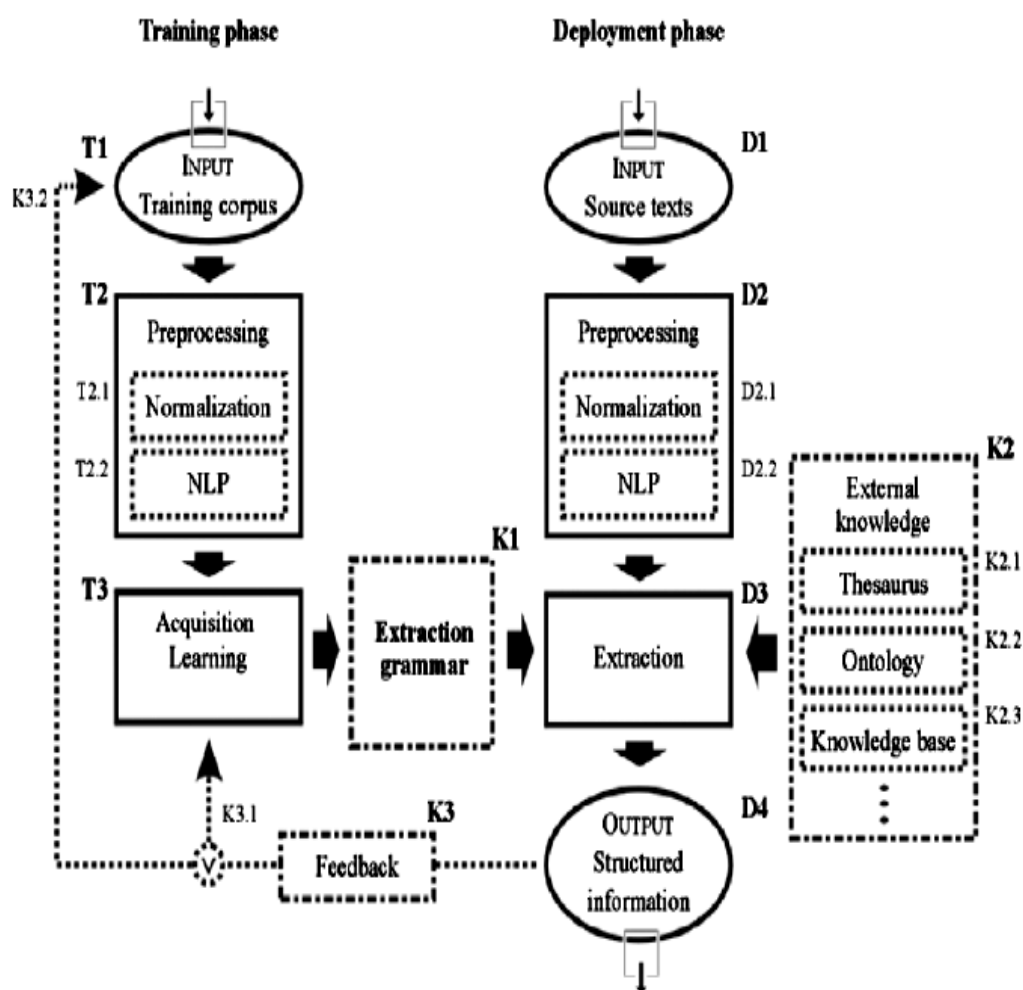 Training phase
Deployment phase
T1
INPUT
Training corpus
K3.2
D1
INPUT
Source texts
T2
Preprocessing
T2.1
Normalization
T2.2
NLP
D2
Preprocessing
D2.1
Normalization
D2.2
NLP
K2
External
knowledge
K2.1
Thesaurus
K2.2
Ontology
K2.3
Knowledge base
T3
Acquisition
Learning
K1
Extraction
grammar
D3
Extraction
K3.1
V
K3
Feedback
D4
OUTPUT
Structured
information